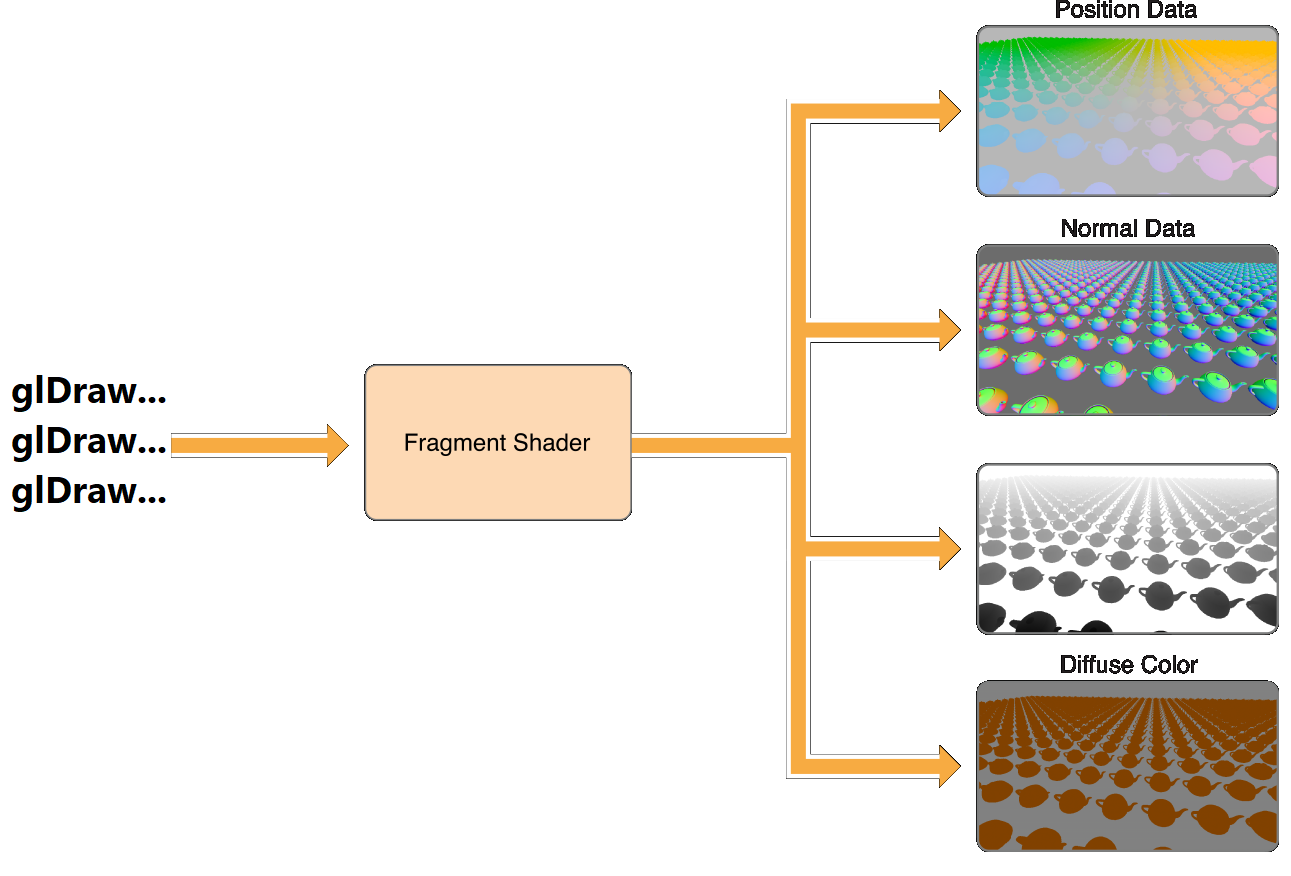 Position Data
Normal Data
glDraw...
glDraw...
Fragment Shader
glDraw...
Diffuse Color